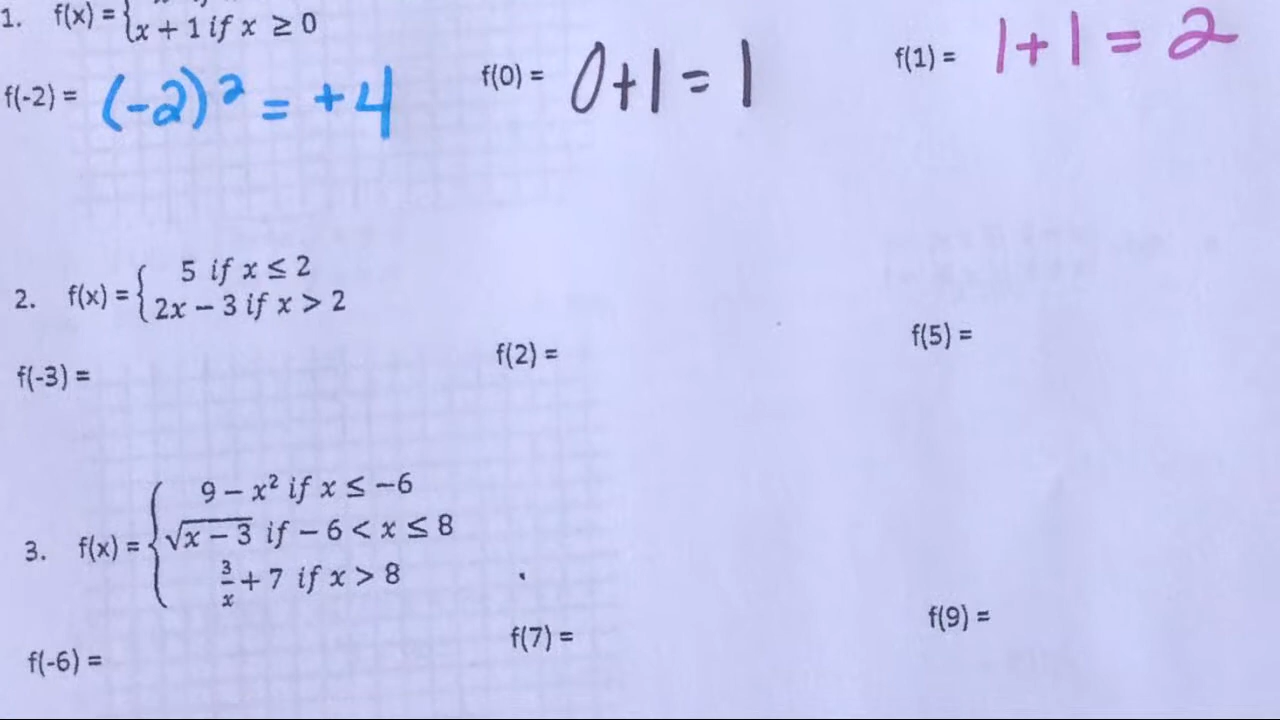 1. f(x) = { x + 1 if x ≥ 0
f(-2) = (-2)² = +4
f(0) = 0+1 = 1
f(1) = 1+1 = 2
2. f(x) = { 5 if x ≤ 2
2x − 3 if x > 2
f(-3) =
f(2) =
f(5) =
3. f(x) = { 9 − x² if x ≤ −6
√(x − 3) if − 6 < x ≤ 8
3/x + 7 if x > 8
f(-6) =
f(7) =
f(9) =